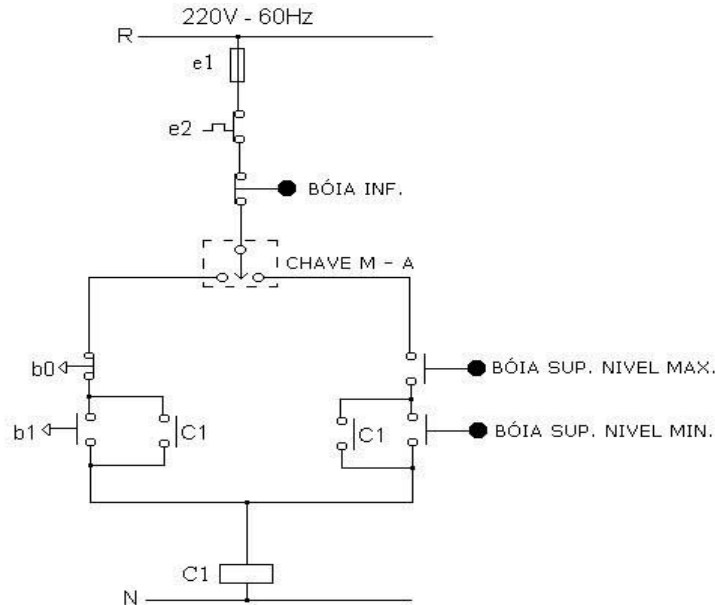 220V - 60Hz
R
e1
e2
BÓIA INF.
CHAVE M - A
b0
BÓIA SUP. NIVEL MAX.
b1
C1
C1
BÓIA SUP. NIVEL MIN.
C1
N